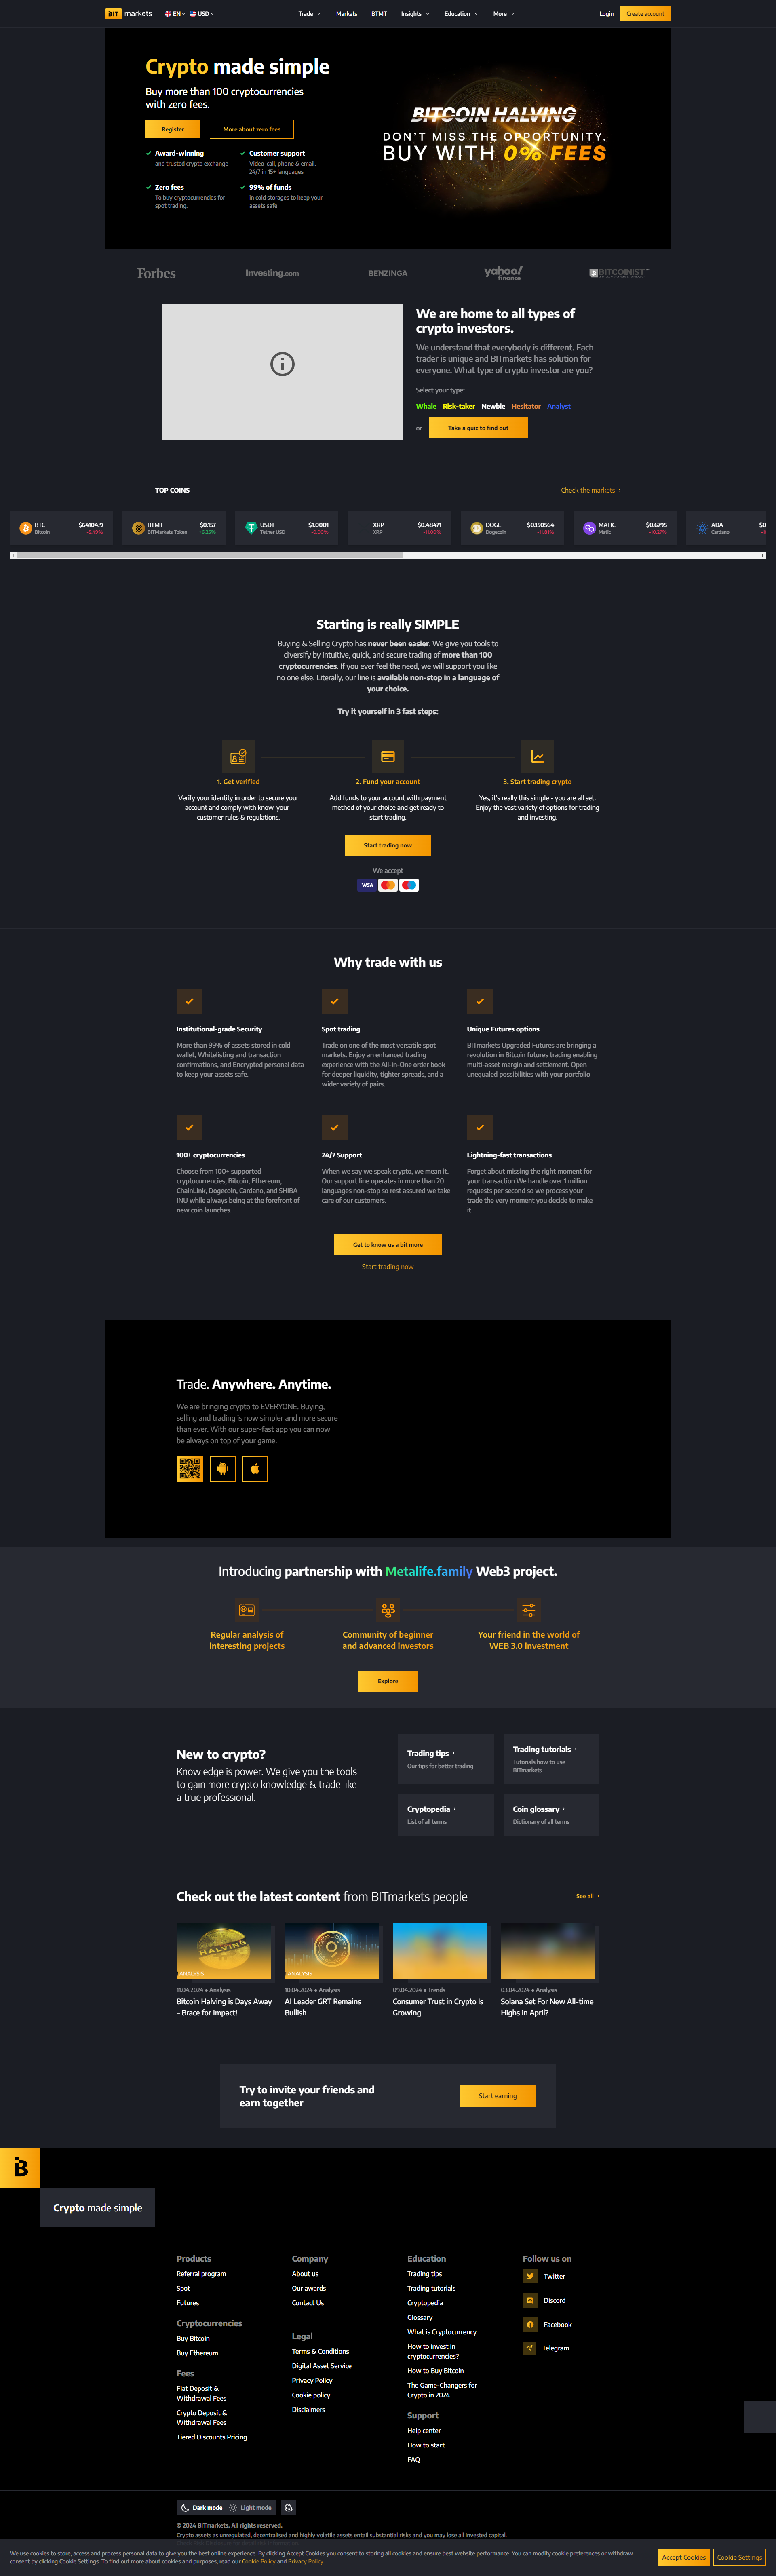 BIT markets EN USD Trade Markets BTMT Insights Education More Login Create account
Crypto made simple
Buy more than 100 cryptocurrencies
with zero fees.
Register More about zero fees
Award-winning
and trusted crypto exchange
Customer support
Video-call, phone & email.
24/7 in 15+ languages
Zero fees
To buy cryptocurrencies for
spot trading.
99% of funds
in cold storages to keep your
assets safe
BITCOIN HALVING
DON'T MISS THE OPPORTUNITY.
BUY WITH 0% FEES
Forbes Investing.com BENZINGA yahoo! finance BITCOINIST
We are home to all types of
crypto investors.
We understand that everybody is different. Each
trader is unique and BITmarkets has solution for
everyone. What type of crypto investor are you?
Select your type:
Whale Risk-taker Newbie Hesitator Analyst
or Take a quiz to find out
TOP COINS Check the markets
BTC $64104.9
Bitcoin -5.49%
BTMT $0.157
BITMarkets Token +6.25%
USDT $1.0001
Tether USD -0.00%
XRP $0.48471
XRP -11.00%
DOGE $0.150564
Dogecoin
MATIC $0.6795
Matic
ADA $0
Cardano
Starting is really SIMPLE
Buying & Selling Crypto has never been easier. We give you tools to
diversify by intuitive, quick, and secure trading of more than 100
cryptocurrencies. If you ever feel the need, we will support you like
no one else. Literally, our line is available non-stop in a language of
your choice.
Try it yourself in 3 fast steps:
1. Get verified
Verify your identity in order to secure your
account and comply with know-your-
customer rules & regulations.
2. Fund your account
Add funds to your account with payment
method of your choice and get ready to
start trading.
3. Start trading crypto
Yes, it's really this simple - you are all set.
Enjoy the vast variety of options for trading
and investing.
Start trading now
We accept
VISA
Why trade with us
Institutional-grade Security
More than 99% of assets stored in cold
wallet, Whitelisting and transaction
confirmations, and Encrypted personal data
to keep your assets safe.
Spot trading
Trade on one of the most versatile spot
markets. Enjoy an enhanced trading
experience with the All-in-One order book
for deeper liquidity, tighter spreads, and a
wider variety of pairs.
Unique Futures options
BITmarkets Upgraded Futures are bringing a
revolution in Bitcoin futures trading enabling
multi-asset margin and settlement. Open
unequaled possibilities with your portfolio
100+ cryptocurrencies
Choose from 100+ supported
cryptocurrencies, Bitcoin, Ethereum,
ChainLink, Dogecoin, Cardano, and SHIBA
INU while always being at the forefront of
new coin launches.
24/7 Support
When we say we speak crypto, we mean it.
Our support line operates in more than 20
languages non-stop so rest assured we take
care of our customers.
Lightning-fast transactions
Forget about missing the right moment for
your transaction.We handle over 1 million
requests per second so we process your
trade the very moment you decide to make
it.
Get to know us a bit more
Start trading now
Trade. Anywhere. Anytime.
We are bringing crypto to EVERYONE. Buying,
selling and trading is now simpler and more secure
than ever. With our super-fast app you can now
be always on top of your game.
Introducing partnership with Metalife.family Web3 project.
Regular analysis of
interesting projects
Community of beginner
and advanced investors
Your friend in the world of
WEB 3.0 investment
Explore
New to crypto?
Knowledge is power. We give you the tools
to gain more crypto knowledge & trade like
a true professional.
Trading tips
Our tips for better trading
Trading tutorials
Tutorials how to use
BITmarkets
Cryptopedia
List of all terms
Coin glossary
Dictionary of all terms
Check out the latest content from BITmarkets people See all
HALVING
ANALYSIS
11.04.2024 • Analysis
Bitcoin Halving is Days Away
– Brace for Impact!
ANALYSIS
10.04.2024 • Analysis
AI Leader GRT Remains
Bullish
09.04.2024 • Trends
Consumer Trust in Crypto Is
Growing
03.04.2024 • Analysis
Solana Set For New All-time
Highs in April?
Try to invite your friends and
earn together
Start earning
B
Crypto made simple
Products
Referral program
Spot
Futures
Cryptocurrencies
Buy Bitcoin
Buy Ethereum
Fees
Fiat Deposit &
Withdrawal Fees
Crypto Deposit &
Withdrawal Fees
Tiered Discounts Pricing
Company
About us
Our awards
Contact Us
Legal
Terms & Conditions
Digital Asset Service
Privacy Policy
Cookie policy
Disclaimers
Education
Trading tips
Trading tutorials
Cryptopedia
Glossary
What is Cryptocurrency
How to invest in
cryptocurrencies?
How to Buy Bitcoin
The Game-Changers for
Crypto in 2024
Support
Help center
How to start
FAQ
Follow us on
Twitter
Discord
Facebook
Telegram
Dark mode Light mode
© 2024 BITmarkets. All rights reserved.
Crypto assets as unregulated, decentralised and highly volatile assets entail substantial risks and you may lose all invested capital.
We use cookies to store, access and process personal data to give you the best online experience. By clicking Accept Cookies you consent to storing all cookies and ensure best website performance. You can modify cookie preferences or withdraw
consent by clicking Cookie Settings. To find out more about cookies and purposes, read our Cookie Policy and Privacy Policy
Accept Cookies Cookie Settings